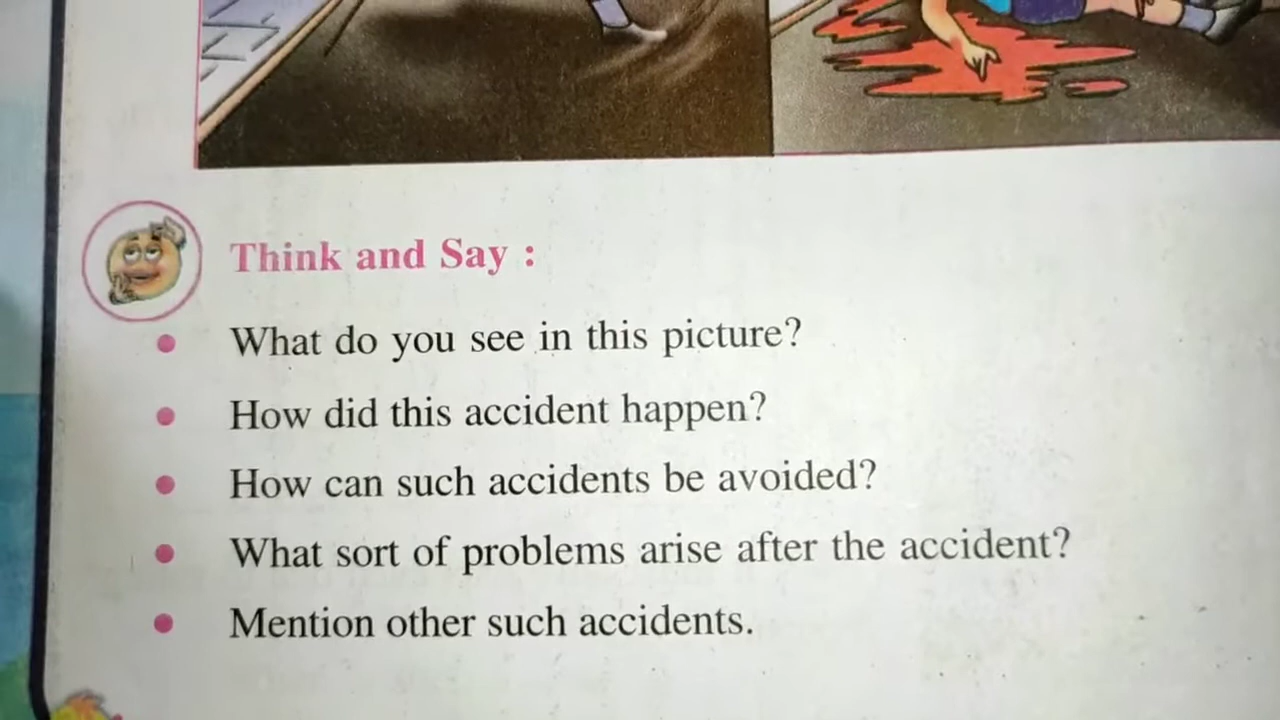 Think and Say :
What do you see in this picture?
How did this accident happen?
How can such accidents be avoided?
What sort of problems arise after the accident?
Mention other such accidents.